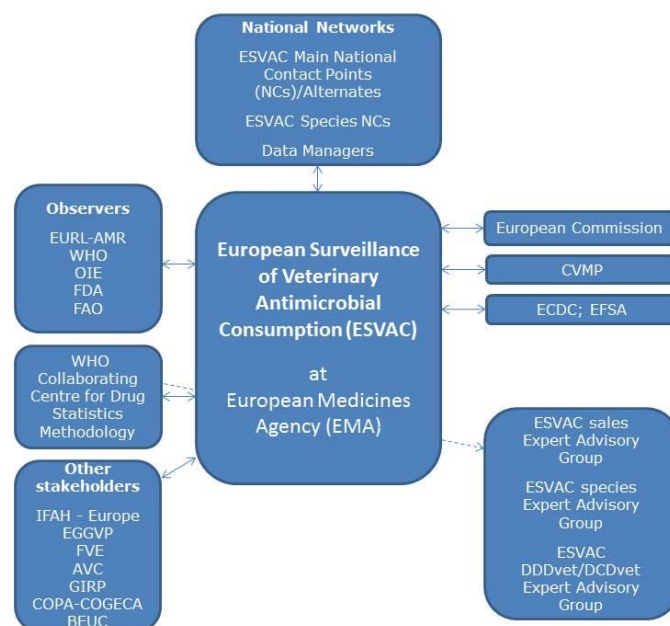 National Networks
ESVAC Main National
Contact Points
(NCs)/Alternates
ESVAC Species NCs
Data Managers
Observers
EURL-AMR
WHO
OIE
FDA
FAO
European Surveillance
of Veterinary
Antimicrobial
Consumption (ESVAC)
at
European Medicines
Agency (EMA)
European Commission
CVMP
ECDC; EFSA
WHO
Collaborating
Centre for Drug
Statistics
Methodology
Other
stakeholders
IFAH - Europe
EGGVP
FVE
AVC
GIRP
COPA-COGECA
BEUC
ESVAC sales
Expert Advisory
Group
ESVAC species
Expert Advisory
Group
ESVAC
DDDvet/DCDvet
Expert Advisory
Group